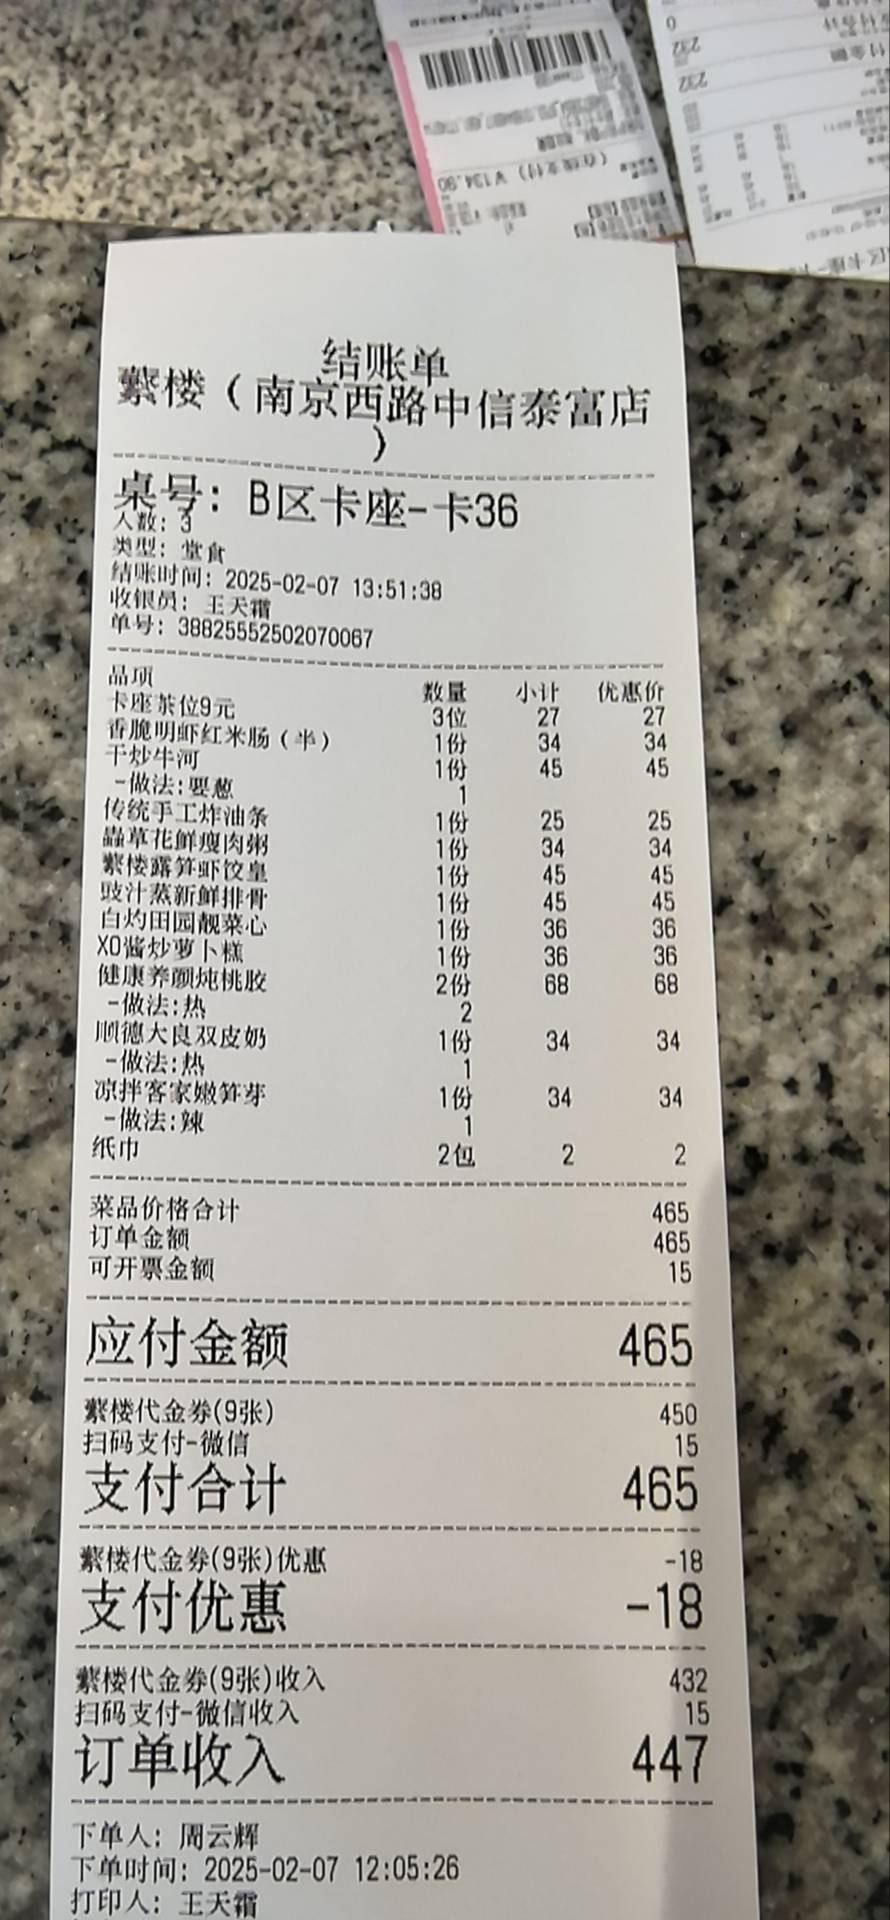 (在线支付) ¥134.90
232
232
0
结账单
蘩楼（南京西路中信泰富店
）
桌号: B区卡座-卡36
人数: 3
类型: 堂食
结账时间: 2025-02-07 13:51:38
收银员: 王天霜
单号: 38825552502070067
品项 数量 小计 优惠价
卡座茶位9元 3位 27 27
香脆明虾红米肠（半） 1份 34 34
干炒牛河 1份 45 45
-做法:要葱 1
传统手工炸油条 1份 25 25
蟲草花鲜瘦肉粥 1份 34 34
蘩楼露笋虾饺皇 1份 45 45
豉汁蒸新鲜排骨 1份 45 45
白灼田园靓菜心 1份 36 36
XO酱炒萝卜糕 1份 36 36
健康养颜炖桃胶 2份 68 68
-做法:热 2
顺德大良双皮奶 1份 34 34
-做法:热 1
凉拌客家嫩笋芽 1份 34 34
-做法:辣 1
纸巾 2包 2 2
菜品价格合计 465
订单金额 465
可开票金额 15
应付金额 465
蘩楼代金券(9张) 450
扫码支付-微信 15
支付合计 465
蘩楼代金券(9张)优惠 -18
支付优惠 -18
蘩楼代金券(9张)收入 432
扫码支付-微信收入 15
订单收入 447
下单人: 周云辉
下单时间: 2025-02-07 12:05:26
打印人: 王天霜